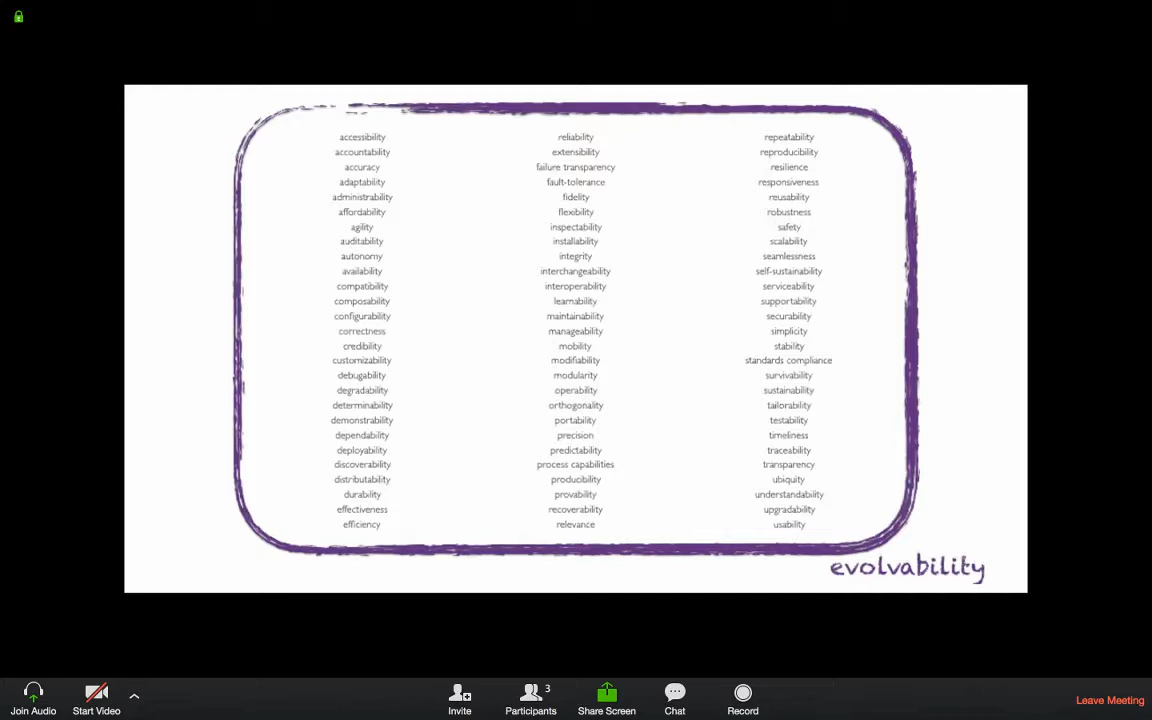 accessibility
accountability
accuracy
adaptability
administrability
affordability
agility
auditability
autonomy
availability
compatibility
composability
configurability
correctness
credibility
customizability
debugability
degradability
determinability
demonstrability
dependability
deployability
discoverability
distributability
durability
effectiveness
efficiency
reliability
extensibility
failure transparency
fault-tolerance
fidelity
flexibility
inspectability
installability
integrity
interchangeability
interoperability
learnability
maintainability
manageability
mobility
modifiability
modularity
operability
orthogonality
portability
precision
predictability
process capabilities
producibility
provability
recoverability
relevance
repeatability
reproducibility
resilience
responsiveness
reusability
robustness
safety
scalability
seamlessness
self-sustainability
serviceability
supportability
securability
simplicity
stability
standards compliance
survivability
sustainability
tailorability
testability
timeliness
traceability
transparency
ubiquity
understandability
upgradability
usability
evolvability
Join Audio
Start Video
Invite
Participants
3
Share Screen
Chat
Record
Leave Meeting